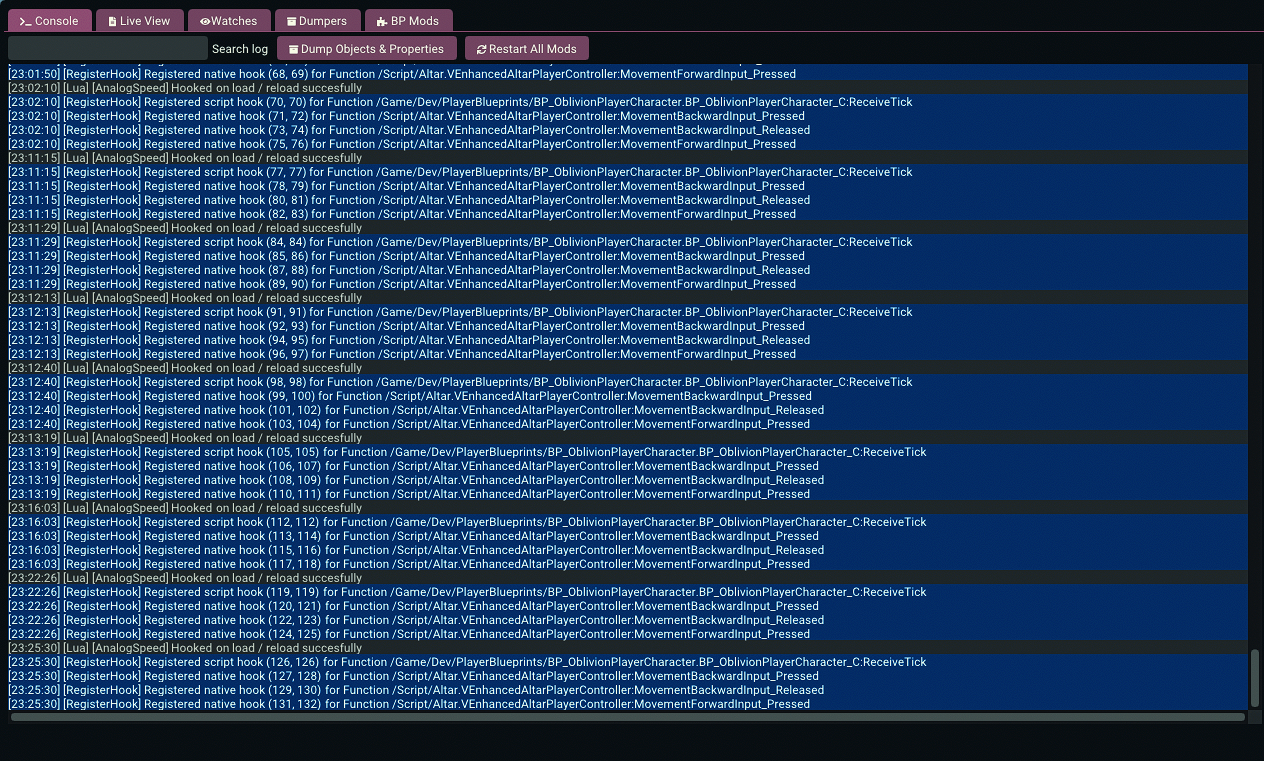 Console
Live View
Watches
Dumpers
BP Mods
Search log
Dump Objects & Properties
Restart All Mods
[23:01:50] [RegisterHook] Registered native hook (68, 69) for Function /Script/Altar.VEnhancedAltarPlayerController:MovementForwardInput_Pressed
[23:02:10] [Lua] [AnalogSpeed] Hooked on load / reload succesfully
[23:02:10] [RegisterHook] Registered script hook (70, 70) for Function /Game/Dev/PlayerBlueprints/BP_OblivionPlayerCharacter.BP_OblivionPlayerCharacter_C:ReceiveTick
[23:02:10] [RegisterHook] Registered native hook (71, 72) for Function /Script/Altar.VEnhancedAltarPlayerController:MovementBackwardInput_Pressed
[23:02:10] [RegisterHook] Registered native hook (73, 74) for Function /Script/Altar.VEnhancedAltarPlayerController:MovementBackwardInput_Released
[23:02:10] [RegisterHook] Registered native hook (75, 76) for Function /Script/Altar.VEnhancedAltarPlayerController:MovementForwardInput_Pressed
[23:11:15] [Lua] [AnalogSpeed] Hooked on load / reload succesfully
[23:11:15] [RegisterHook] Registered script hook (77, 77) for Function /Game/Dev/PlayerBlueprints/BP_OblivionPlayerCharacter.BP_OblivionPlayerCharacter_C:ReceiveTick
[23:11:15] [RegisterHook] Registered native hook (78, 79) for Function /Script/Altar.VEnhancedAltarPlayerController:MovementBackwardInput_Pressed
[23:11:15] [RegisterHook] Registered native hook (80, 81) for Function /Script/Altar.VEnhancedAltarPlayerController:MovementBackwardInput_Released
[23:11:15] [RegisterHook] Registered native hook (82, 83) for Function /Script/Altar.VEnhancedAltarPlayerController:MovementForwardInput_Pressed
[23:11:29] [Lua] [AnalogSpeed] Hooked on load / reload succesfully
[23:11:29] [RegisterHook] Registered script hook (84, 84) for Function /Game/Dev/PlayerBlueprints/BP_OblivionPlayerCharacter.BP_OblivionPlayerCharacter_C:ReceiveTick
[23:11:29] [RegisterHook] Registered native hook (85, 86) for Function /Script/Altar.VEnhancedAltarPlayerController:MovementBackwardInput_Pressed
[23:11:29] [RegisterHook] Registered native hook (87, 88) for Function /Script/Altar.VEnhancedAltarPlayerController:MovementBackwardInput_Released
[23:11:29] [RegisterHook] Registered native hook (89, 90) for Function /Script/Altar.VEnhancedAltarPlayerController:MovementForwardInput_Pressed
[23:12:13] [Lua] [AnalogSpeed] Hooked on load / reload succesfully
[23:12:13] [RegisterHook] Registered script hook (91, 91) for Function /Game/Dev/PlayerBlueprints/BP_OblivionPlayerCharacter.BP_OblivionPlayerCharacter_C:ReceiveTick
[23:12:13] [RegisterHook] Registered native hook (92, 93) for Function /Script/Altar.VEnhancedAltarPlayerController:MovementBackwardInput_Pressed
[23:12:13] [RegisterHook] Registered native hook (94, 95) for Function /Script/Altar.VEnhancedAltarPlayerController:MovementBackwardInput_Released
[23:12:13] [RegisterHook] Registered native hook (96, 97) for Function /Script/Altar.VEnhancedAltarPlayerController:MovementForwardInput_Pressed
[23:12:40] [Lua] [AnalogSpeed] Hooked on load / reload succesfully
[23:12:40] [RegisterHook] Registered script hook (98, 98) for Function /Game/Dev/PlayerBlueprints/BP_OblivionPlayerCharacter.BP_OblivionPlayerCharacter_C:ReceiveTick
[23:12:40] [RegisterHook] Registered native hook (99, 100) for Function /Script/Altar.VEnhancedAltarPlayerController:MovementBackwardInput_Pressed
[23:12:40] [RegisterHook] Registered native hook (101, 102) for Function /Script/Altar.VEnhancedAltarPlayerController:MovementBackwardInput_Released
[23:12:40] [RegisterHook] Registered native hook (103, 104) for Function /Script/Altar.VEnhancedAltarPlayerController:MovementForwardInput_Pressed
[23:13:19] [Lua] [AnalogSpeed] Hooked on load / reload succesfully
[23:13:19] [RegisterHook] Registered script hook (105, 105) for Function /Game/Dev/PlayerBlueprints/BP_OblivionPlayerCharacter.BP_OblivionPlayerCharacter_C:ReceiveTick
[23:13:19] [RegisterHook] Registered native hook (106, 107) for Function /Script/Altar.VEnhancedAltarPlayerController:MovementBackwardInput_Pressed
[23:13:19] [RegisterHook] Registered native hook (108, 109) for Function /Script/Altar.VEnhancedAltarPlayerController:MovementBackwardInput_Released
[23:13:19] [RegisterHook] Registered native hook (110, 111) for Function /Script/Altar.VEnhancedAltarPlayerController:MovementForwardInput_Pressed
[23:16:03] [Lua] [AnalogSpeed] Hooked on load / reload succesfully
[23:16:03] [RegisterHook] Registered script hook (112, 112) for Function /Game/Dev/PlayerBlueprints/BP_OblivionPlayerCharacter.BP_OblivionPlayerCharacter_C:ReceiveTick
[23:16:03] [RegisterHook] Registered native hook (113, 114) for Function /Script/Altar.VEnhancedAltarPlayerController:MovementBackwardInput_Pressed
[23:16:03] [RegisterHook] Registered native hook (115, 116) for Function /Script/Altar.VEnhancedAltarPlayerController:MovementBackwardInput_Released
[23:16:03] [RegisterHook] Registered native hook (117, 118) for Function /Script/Altar.VEnhancedAltarPlayerController:MovementForwardInput_Pressed
[23:22:26] [Lua] [AnalogSpeed] Hooked on load / reload succesfully
[23:22:26] [RegisterHook] Registered script hook (119, 119) for Function /Game/Dev/PlayerBlueprints/BP_OblivionPlayerCharacter.BP_OblivionPlayerCharacter_C:ReceiveTick
[23:22:26] [RegisterHook] Registered native hook (120, 121) for Function /Script/Altar.VEnhancedAltarPlayerController:MovementBackwardInput_Pressed
[23:22:26] [RegisterHook] Registered native hook (122, 123) for Function /Script/Altar.VEnhancedAltarPlayerController:MovementBackwardInput_Released
[23:22:26] [RegisterHook] Registered native hook (124, 125) for Function /Script/Altar.VEnhancedAltarPlayerController:MovementForwardInput_Pressed
[23:25:30] [Lua] [AnalogSpeed] Hooked on load / reload succesfully
[23:25:30] [RegisterHook] Registered script hook (126, 126) for Function /Game/Dev/PlayerBlueprints/BP_OblivionPlayerCharacter.BP_OblivionPlayerCharacter_C:ReceiveTick
[23:25:30] [RegisterHook] Registered native hook (127, 128) for Function /Script/Altar.VEnhancedAltarPlayerController:MovementBackwardInput_Pressed
[23:25:30] [RegisterHook] Registered native hook (129, 130) for Function /Script/Altar.VEnhancedAltarPlayerController:MovementBackwardInput_Released
[23:25:30] [RegisterHook] Registered native hook (131, 132) for Function /Script/Altar.VEnhancedAltarPlayerController:MovementForwardInput_Pressed